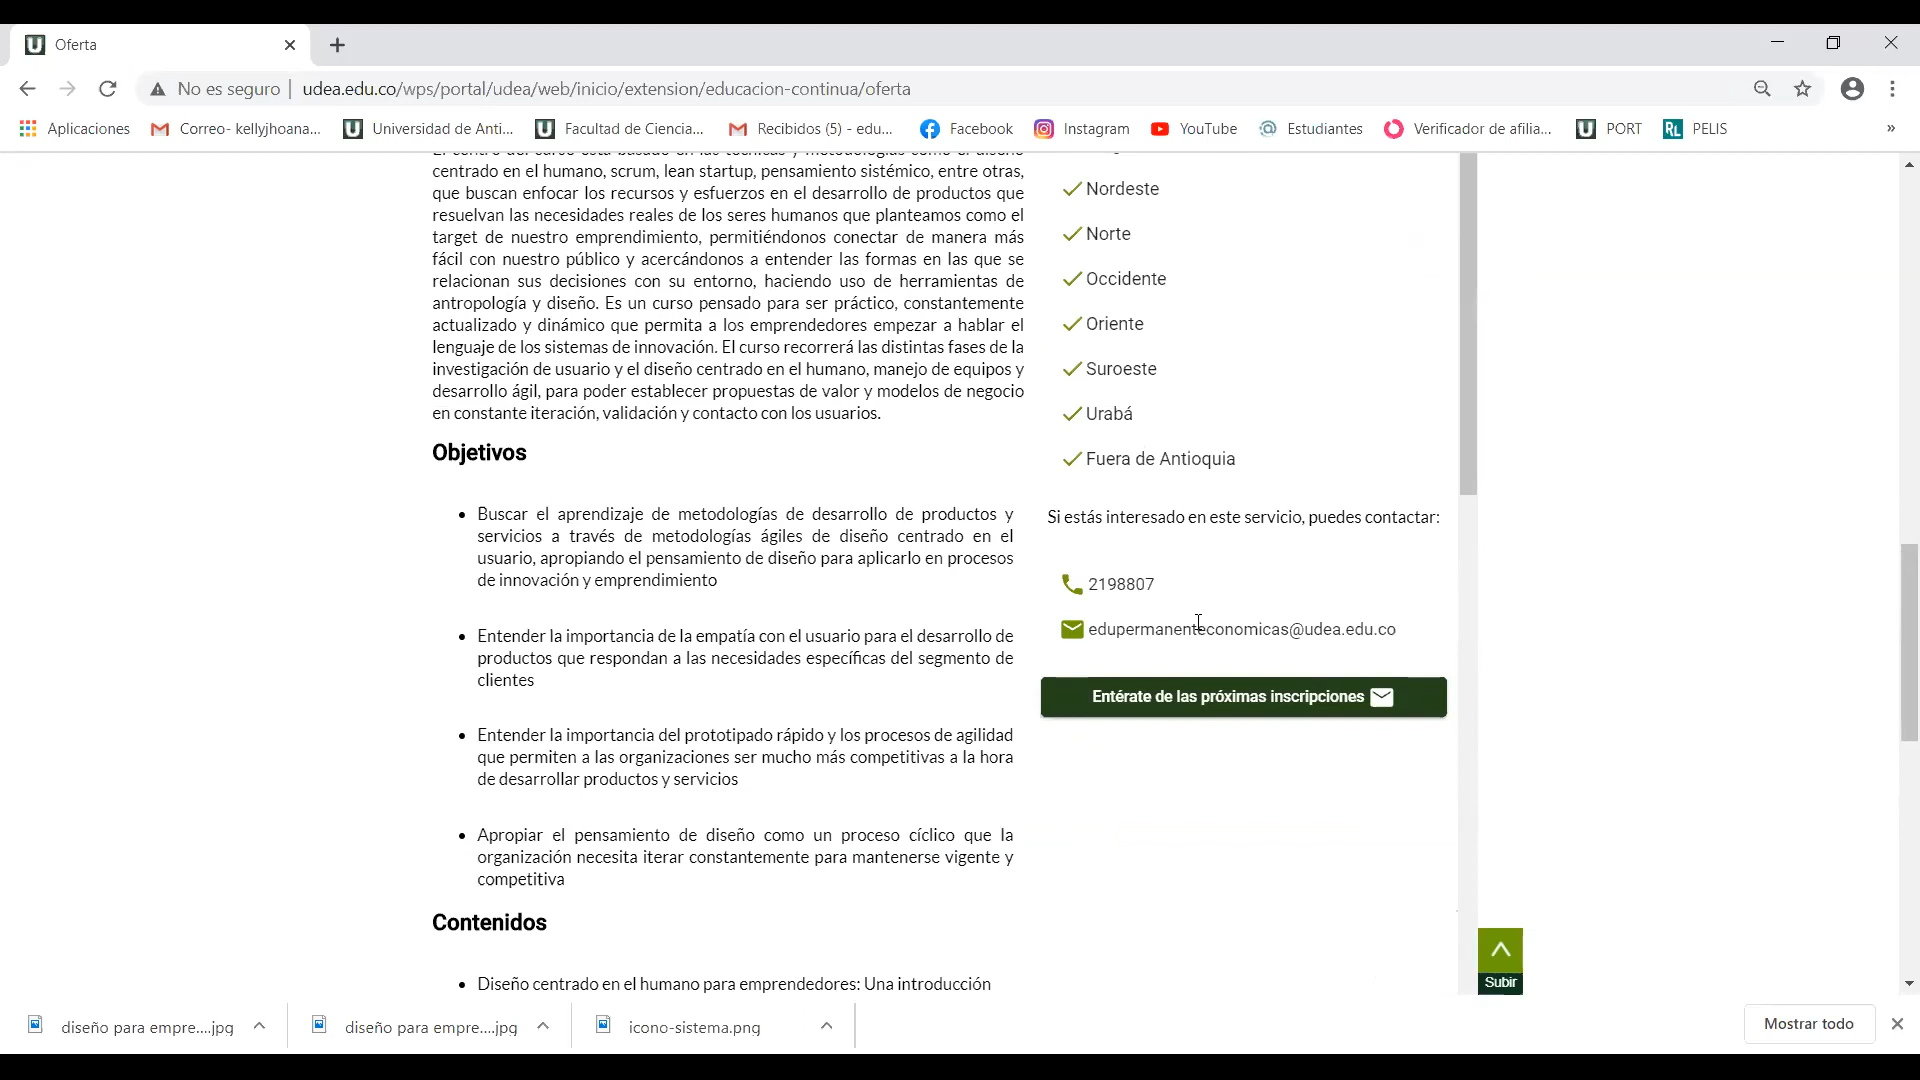 Oferta
No es seguro | udea.edu.co/wps/portal/udea/web/inicio/extension/educacion-continua/oferta
Aplicaciones
Correo- kellyjhoana...
Universidad de Anti...
Facultad de Ciencia...
Recibidos (5) - edu...
Facebook
Instagram
YouTube
Estudiantes
Verificador de afilia...
PORT
PELIS
»
El centro del curso está basado en las técnicas y metodologías como el diseño
centrado en el humano, scrum, lean startup, pensamiento sistémico, entre otras,
que buscan enfocar los recursos y esfuerzos en el desarrollo de productos que
resuelvan las necesidades reales de los seres humanos que planteamos como el
target de nuestro emprendimiento, permitiéndonos conectar de manera más
fácil con nuestro público y acercándonos a entender las formas en las que se
relacionan sus decisiones con su entorno, haciendo uso de herramientas de
antropología y diseño. Es un curso pensado para ser práctico, constantemente
actualizado y dinámico que permita a los emprendedores empezar a hablar el
lenguaje de los sistemas de innovación. El curso recorrerá las distintas fases de la
investigación de usuario y el diseño centrado en el humano, manejo de equipos y
desarrollo ágil, para poder establecer propuestas de valor y modelos de negocio
en constante iteración, validación y contacto con los usuarios.
Objetivos
• Buscar el aprendizaje de metodologías de desarrollo de productos y
servicios a través de metodologías ágiles de diseño centrado en el
usuario, apropiando el pensamiento de diseño para aplicarlo en procesos
de innovación y emprendimiento
• Entender la importancia de la empatía con el usuario para el desarrollo de
productos que respondan a las necesidades específicas del segmento de
clientes
• Entender la importancia del prototipado rápido y los procesos de agilidad
que permiten a las organizaciones ser mucho más competitivas a la hora
de desarrollar productos y servicios
• Apropiar el pensamiento de diseño como un proceso cíclico que la
organización necesita iterar constantemente para mantenerse vigente y
competitiva
Contenidos
• Diseño centrado en el humano para emprendedores: Una introducción
Nordeste
Norte
Occidente
Oriente
Suroeste
Urabá
Fuera de Antioquia
Si estás interesado en este servicio, puedes contactar:
2198807
edupermanenteconomicas@udea.edu.co
Entérate de las próximas inscripciones
Subir
diseño para empre....jpg
diseño para empre....jpg
icono-sistema.png
Mostrar todo